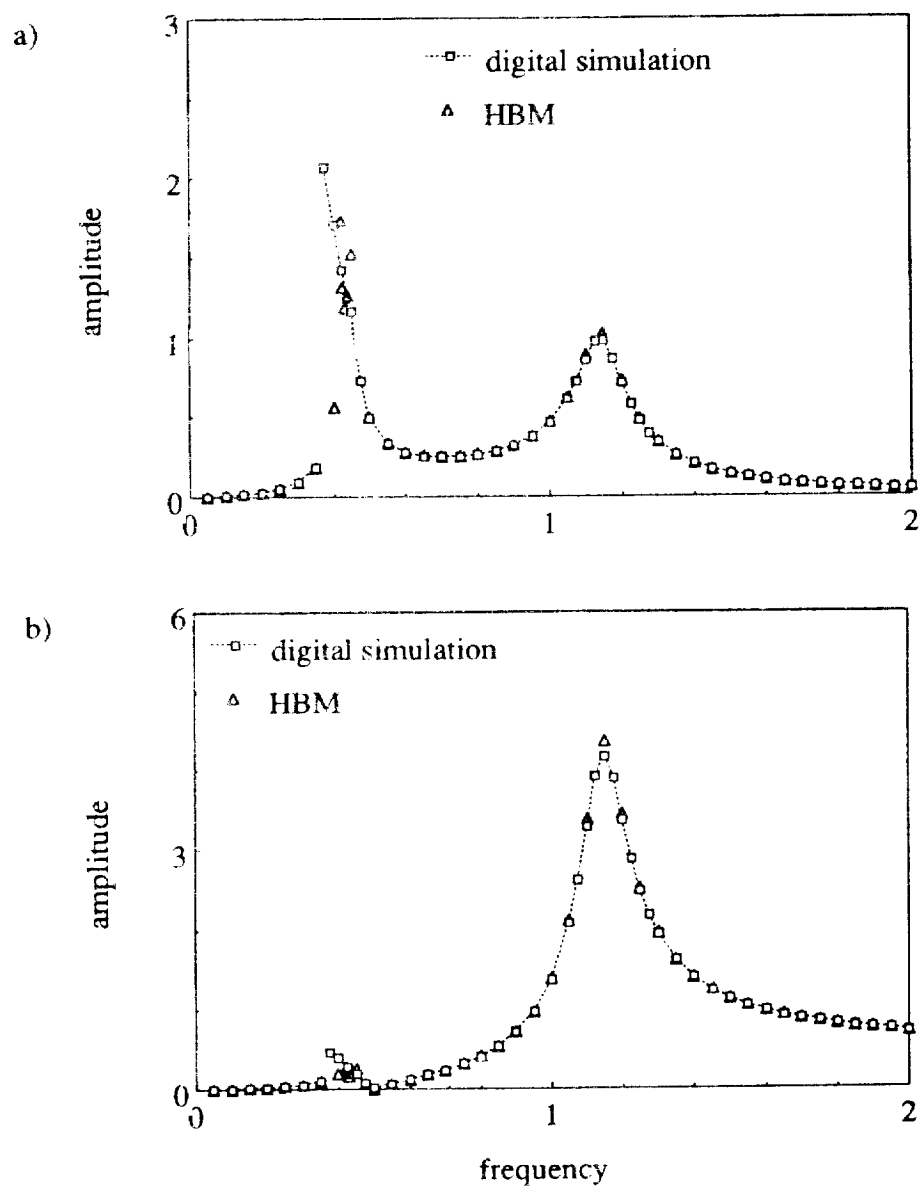 a)
3
digital simulation
HBM
2
amplitude
1
0
0 1 2
b)
6
digital simulation
HBM
3
amplitude
0
0 1 2
frequency